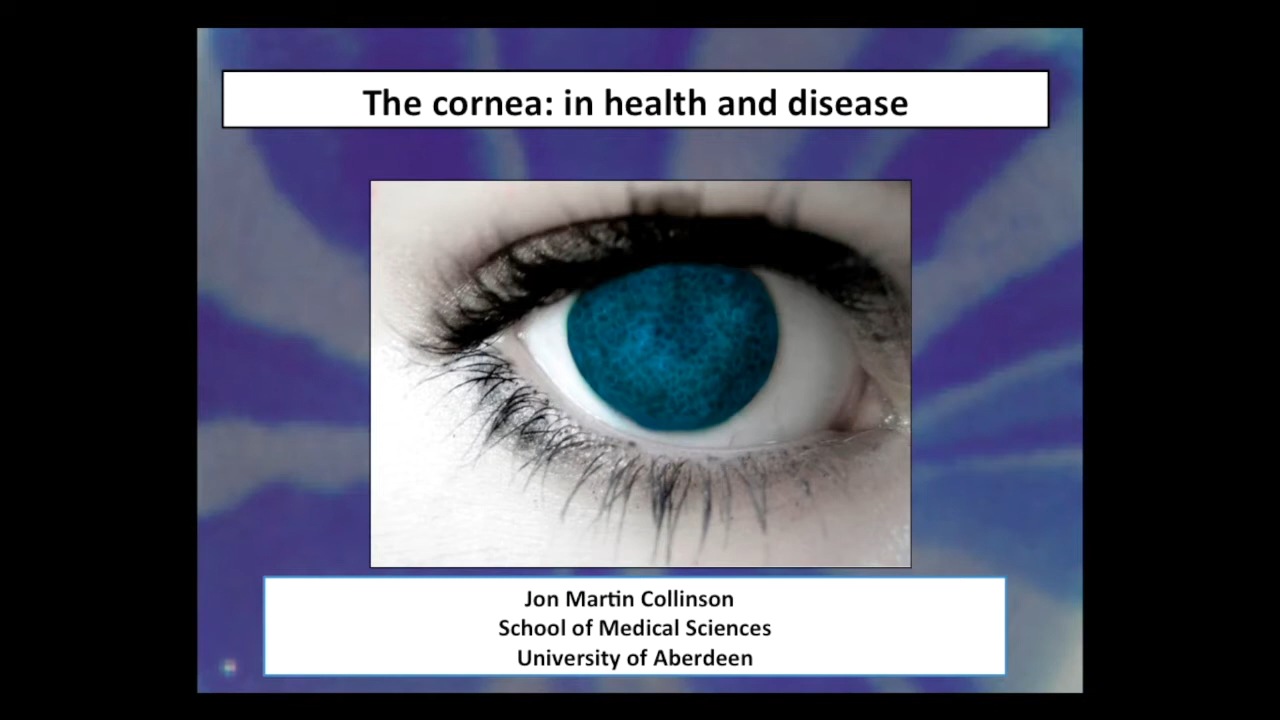 The cornea: in health and disease
Jon Martin Collinson
School of Medical Sciences
University of Aberdeen